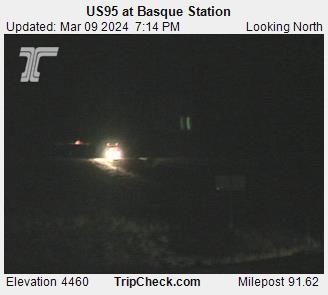 US95 at Basque Station
Updated: Mar 09 2024 7:14 PM Looking North
Elevation 4460 TripCheck.com Milepost 91.62